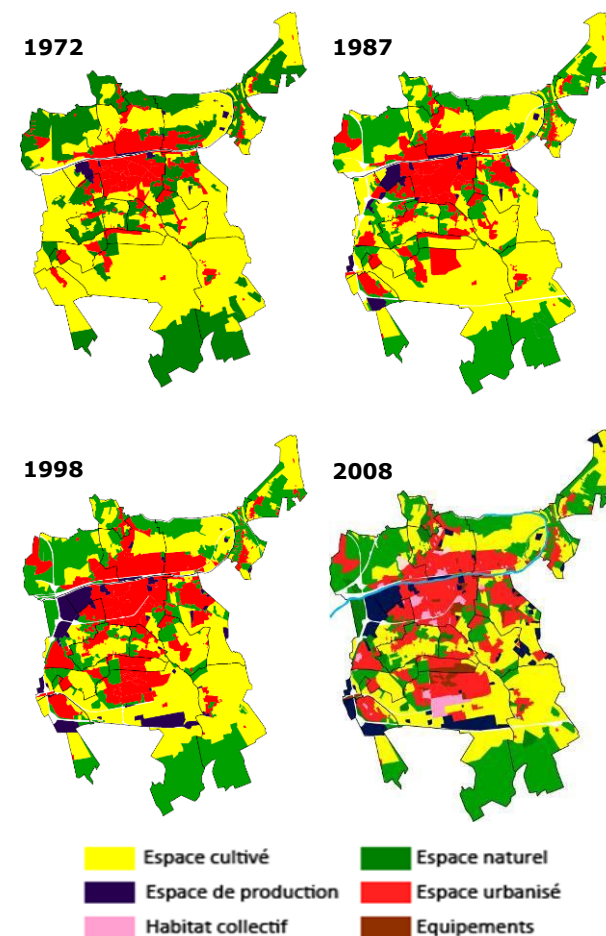 1972
1987
1998
2008
Espace cultivé
Espace naturel
Espace de production
Espace urbanisé
Habitat collectif
Equipements